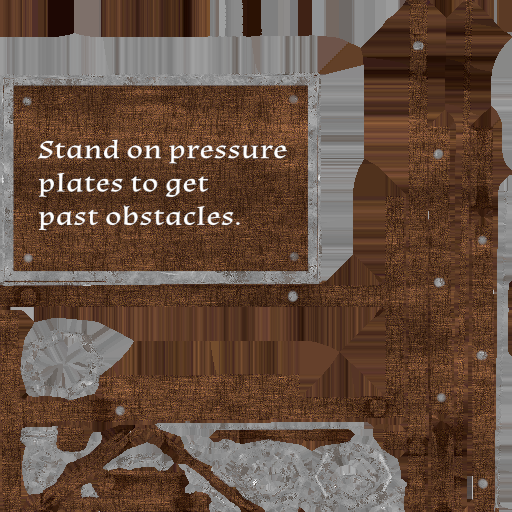 Stand on pressure
plates to get
past obstacles.